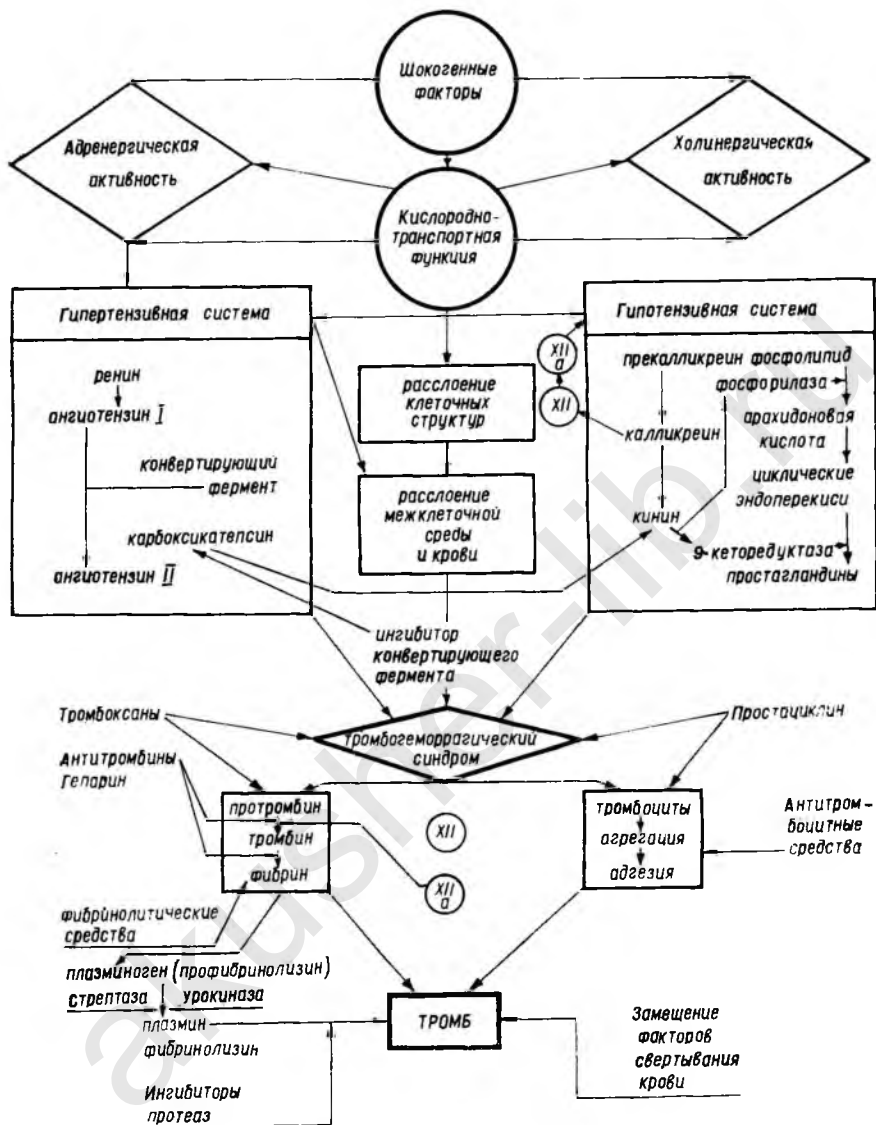 Шокогенные
факторы
Адренергическая
активность
Холинергическая
активность
Кислородно-
транспортная
функция
Гипертензивная система
ренин
ангиотензин I
конвертирующий
фермент
карбоксикатепсин
ангиотензин II
расслоение
клеточных
структур
расслоение
межклеточной
среды
и крови
XII
а
XII
Гипотензивная система
прекалликреин фосфолипид
фосфорилаза
арахидоновая
кислота
калликреин
циклические
эндоперекиси
кинин
9-кеторедуктаза
простагландины
ингибитор
конвертирующего
фермента
Тромбоксаны
Простациклин
тромбогеморрагический
синдром
Антитромбины
Гепарин
протромбин
тромбин
фибрин
XII
XII
а
тромбоциты
агрегация
адгезия
Антитром-
боцитные
средства
фибринолитические
средства
плазминоген (профибринолизин)
стрептаза урокиназа
плазмин
фибринолизин
ТРОМБ
Замещение
факторов
свертывания
крови
Ингибиторы
протеаз
akusher-lib.ru